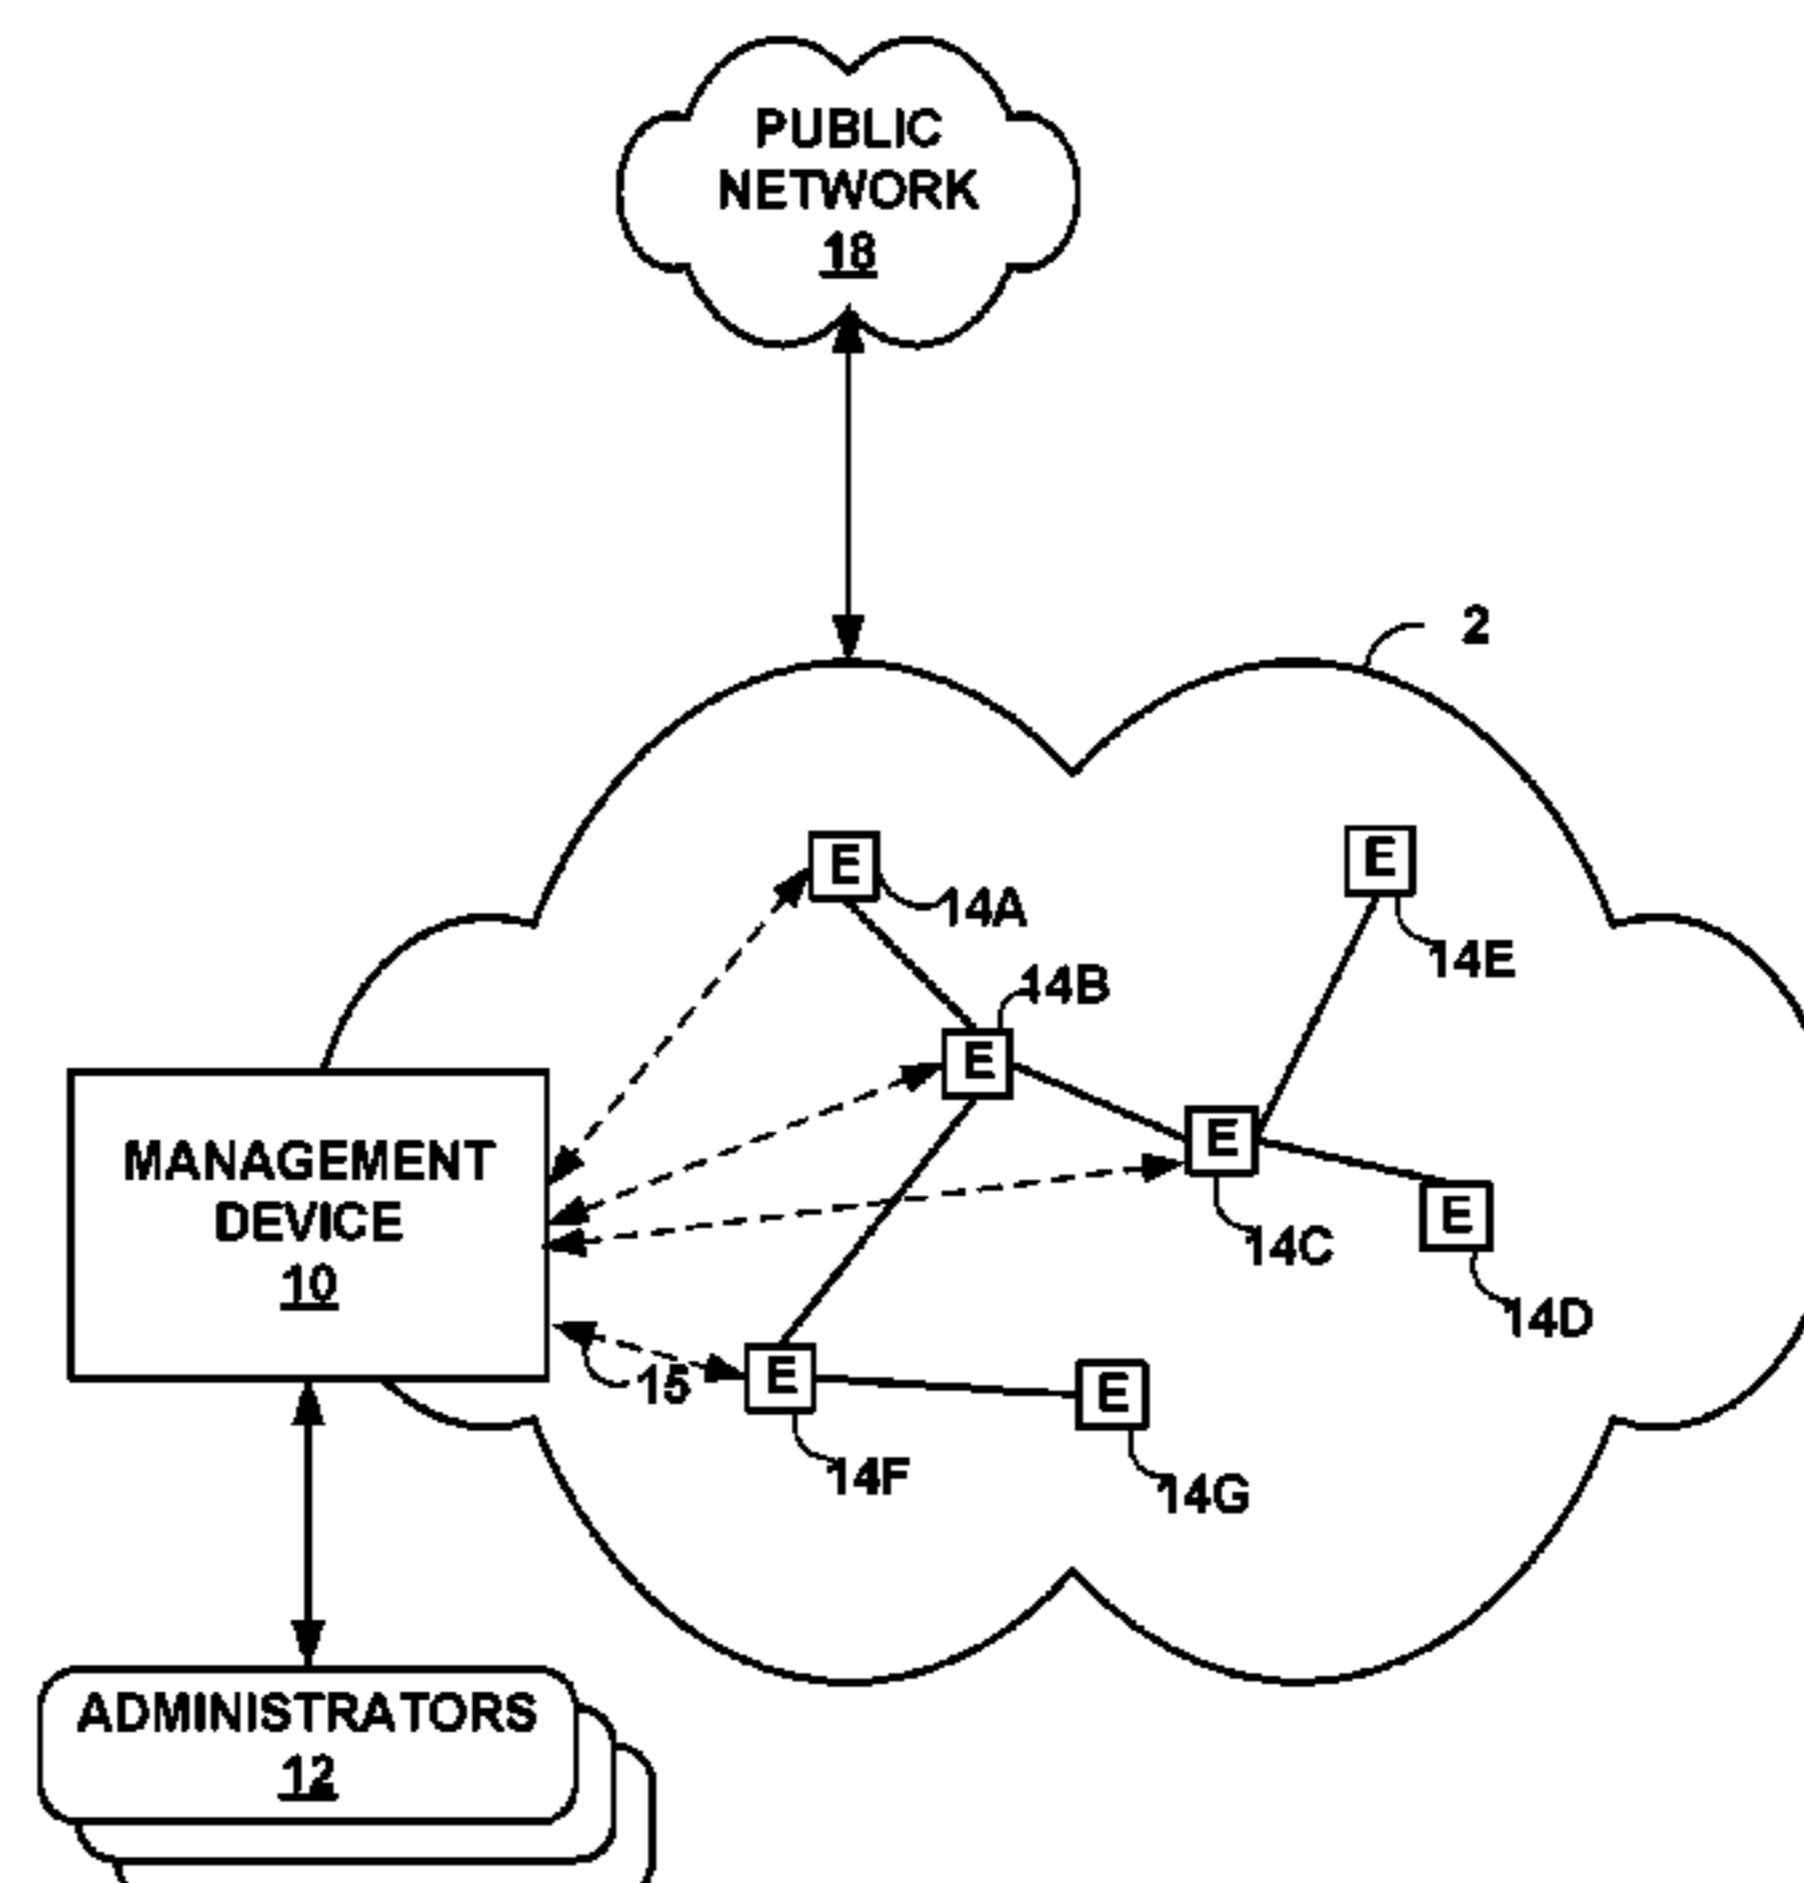 PUBLIC
NETWORK
18
2
E
14A
E
14E
14B
E
E
14C
E
14D
MANAGEMENT
DEVICE
10
15
E
14F
E
14G
ADMINISTRATORS
12